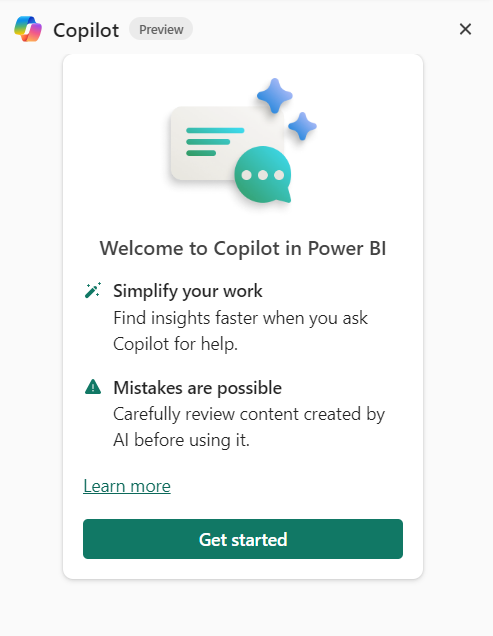 Copilot Preview
Welcome to Copilot in Power BI
Simplify your work
Find insights faster when you ask
Copilot for help.
Mistakes are possible
Carefully review content created by
AI before using it.
Learn more
Get started